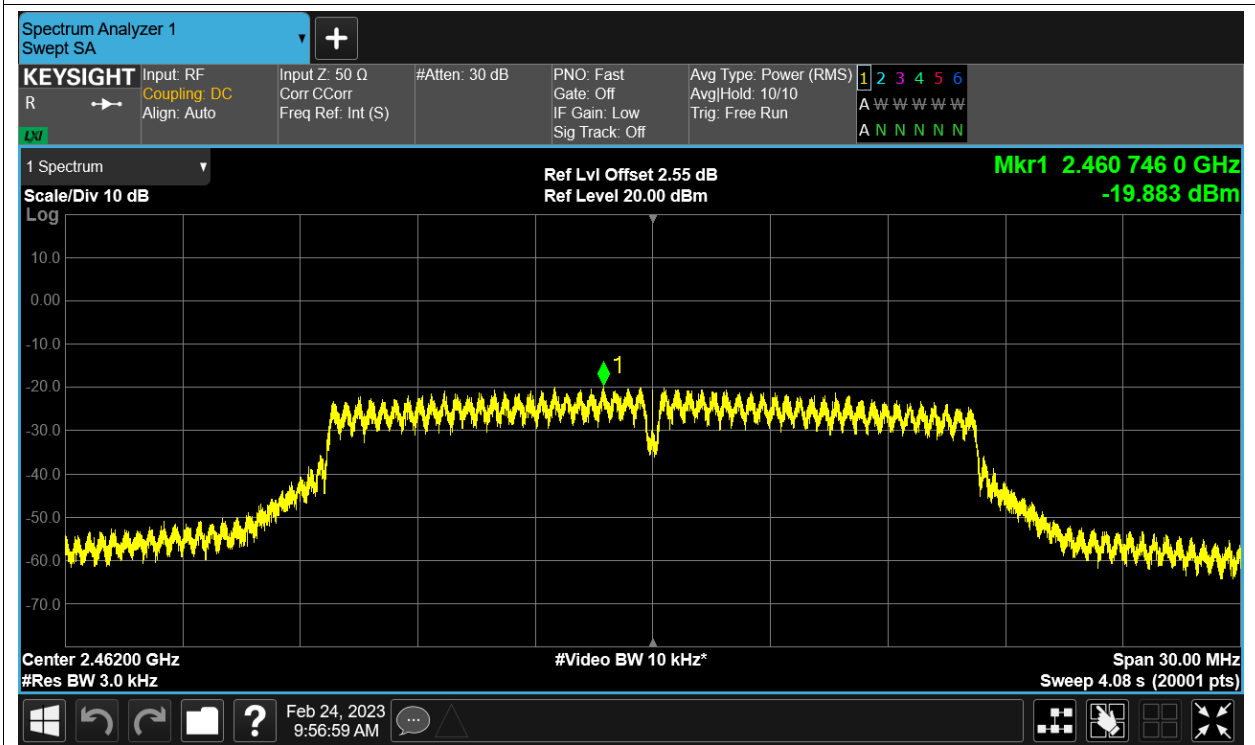 Spectrum Analyzer 1
Swept SA
KEYSIGHT
R
LXI
Input: RF
Coupling: DC
Align: Auto
Input Z: 50 Ω
Corr CCorr
Freq Ref: Int (S)
#Atten: 30 dB
PNO: Fast
Gate: Off
IF Gain: Low
Sig Track: Off
Avg Type: Power (RMS)
Avg|Hold: 10/10
Trig: Free Run
1 2 3 4 5 6
A W W W W W
A N N N N N
1 Spectrum
Scale/Div 10 dB
Log
Ref Lvl Offset 2.55 dB
Ref Level 20.00 dBm
Mkr1 2.460 746 0 GHz
-19.883 dBm
10.0
0.00
-10.0
-20.0
-30.0
-40.0
-50.0
-60.0
-70.0
1
Center 2.46200 GHz
#Res BW 3.0 kHz
#Video BW 10 kHz*
Span 30.00 MHz
Sweep 4.08 s (20001 pts)
?
Feb 24, 2023
9:56:59 AM